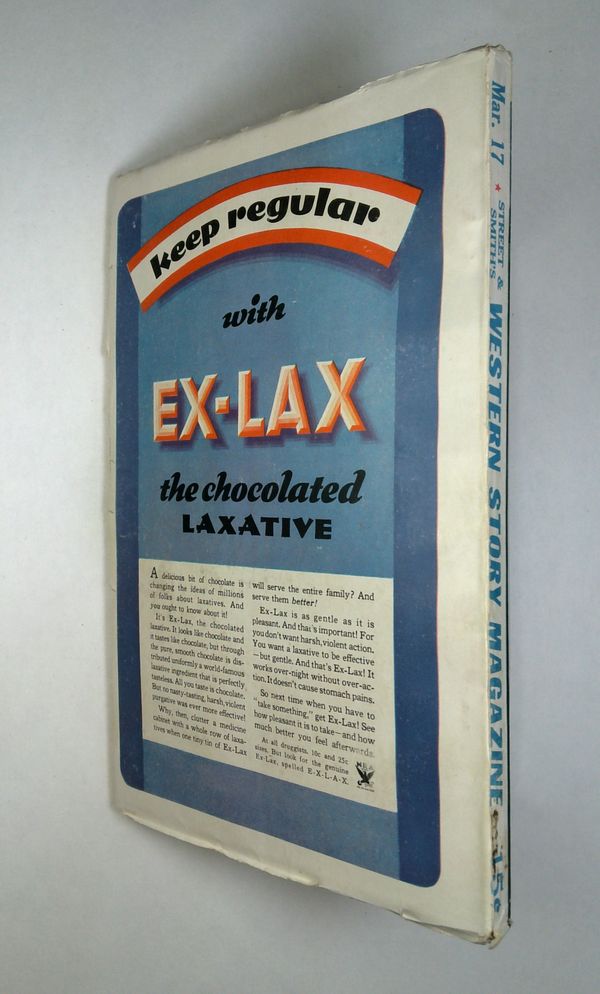 keep regular
with
EX-LAX
the chocolated
LAXATIVE
A delicious bit of chocolate is
changing the ideas of millions
of folks about laxatives. And
you ought to know about it!
It's Ex-Lax, the chocolated
laxative. It looks like chocolate and
it tastes like chocolate, but through
the pure, smooth chocolate is dis-
tributed uniformly a world-famous
laxative ingredient that is perfectly
tasteless. All you taste is chocolate.
But no nasty-tasting, harsh, violent
purgative was ever more effective!
Why, then, clutter a medicine
cabinet with a whole row of laxa-
tives when one tiny tin of Ex-Lax
will serve the entire family? And
serve them better!
Ex-Lax is as gentle as it is
pleasant. And that's important! For
you don't want harsh, violent action.
You want a laxative to be effective
—but gentle. And that's Ex-Lax! It
works over-night without over-ac-
tion. It doesn't cause stomach pains.
So next time when you have to
"take something," get Ex-Lax! See
how pleasant it is to take—and how
much better you feel afterwards.
At all druggists. 10c and 25c
sizes. But look for the genuine
Ex-Lax, spelled E-X-L-A-X.
NRA
Mar. 17 ★ STREET & SMITH'S WESTERN STORY MAGAZINE 15¢